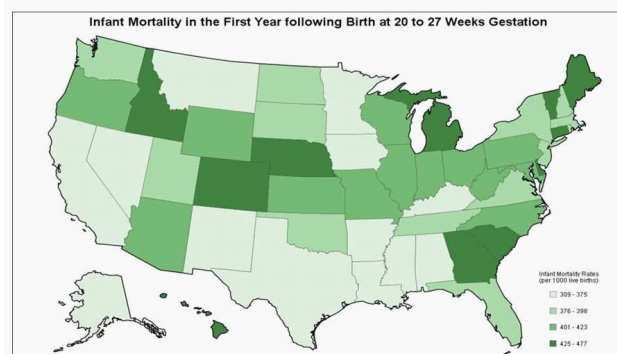 Infant Mortality in the First Year following Birth at 20 to 27 Weeks Gestation
Infant Mortality Rates
(per 1000 live births)
309 - 375
376 - 398
401 - 423
425 - 477